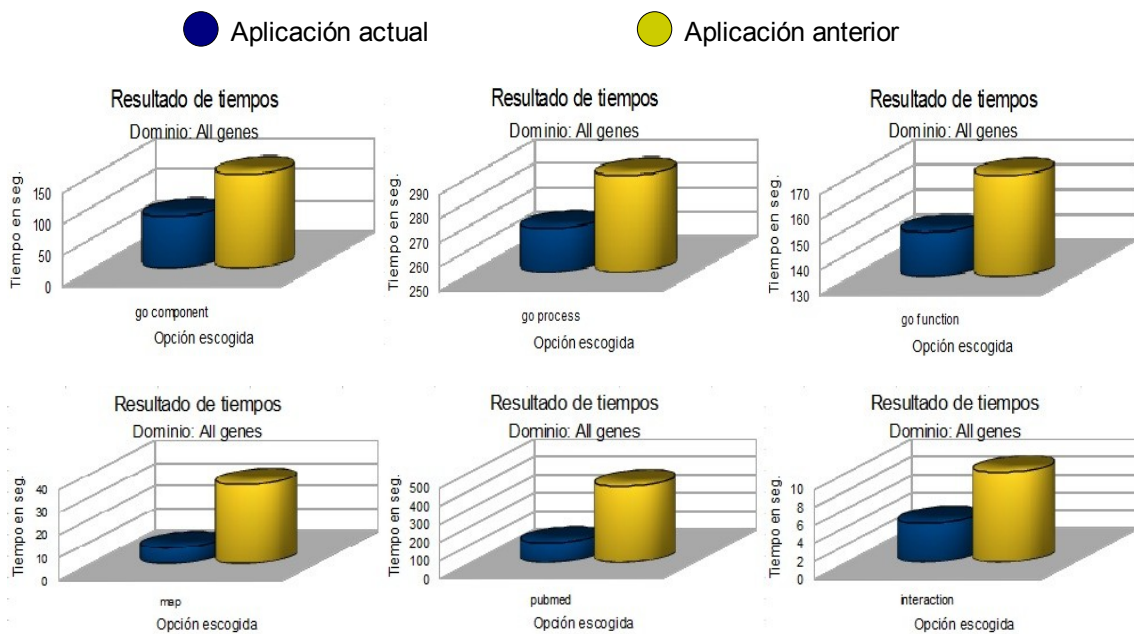 Aplicación actual
Aplicación anterior
Resultado de tiempos
Dominio: All genes
Tiempo en seg.
150
100
50
0
go component
Opción escogida
Resultado de tiempos
Dominio: All genes
Tiempo en seg.
290
280
270
260
250
go process
Opción escogida
Resultado de tiempos
Dominio: All genes
Tiempo en seg.
170
160
150
140
130
go function
Opción escogida
Resultado de tiempos
Dominio: All genes
Tiempo en seg.
40
30
20
10
0
map
Opción escogida
Resultado de tiempos
Dominio: All genes
Tiempo en seg.
500
400
300
200
100
0
pubmed
Opción escogida
Resultado de tiempos
Dominio: All genes
Tiempo en seg.
10
8
6
4
2
0
interaction
Opción escogida